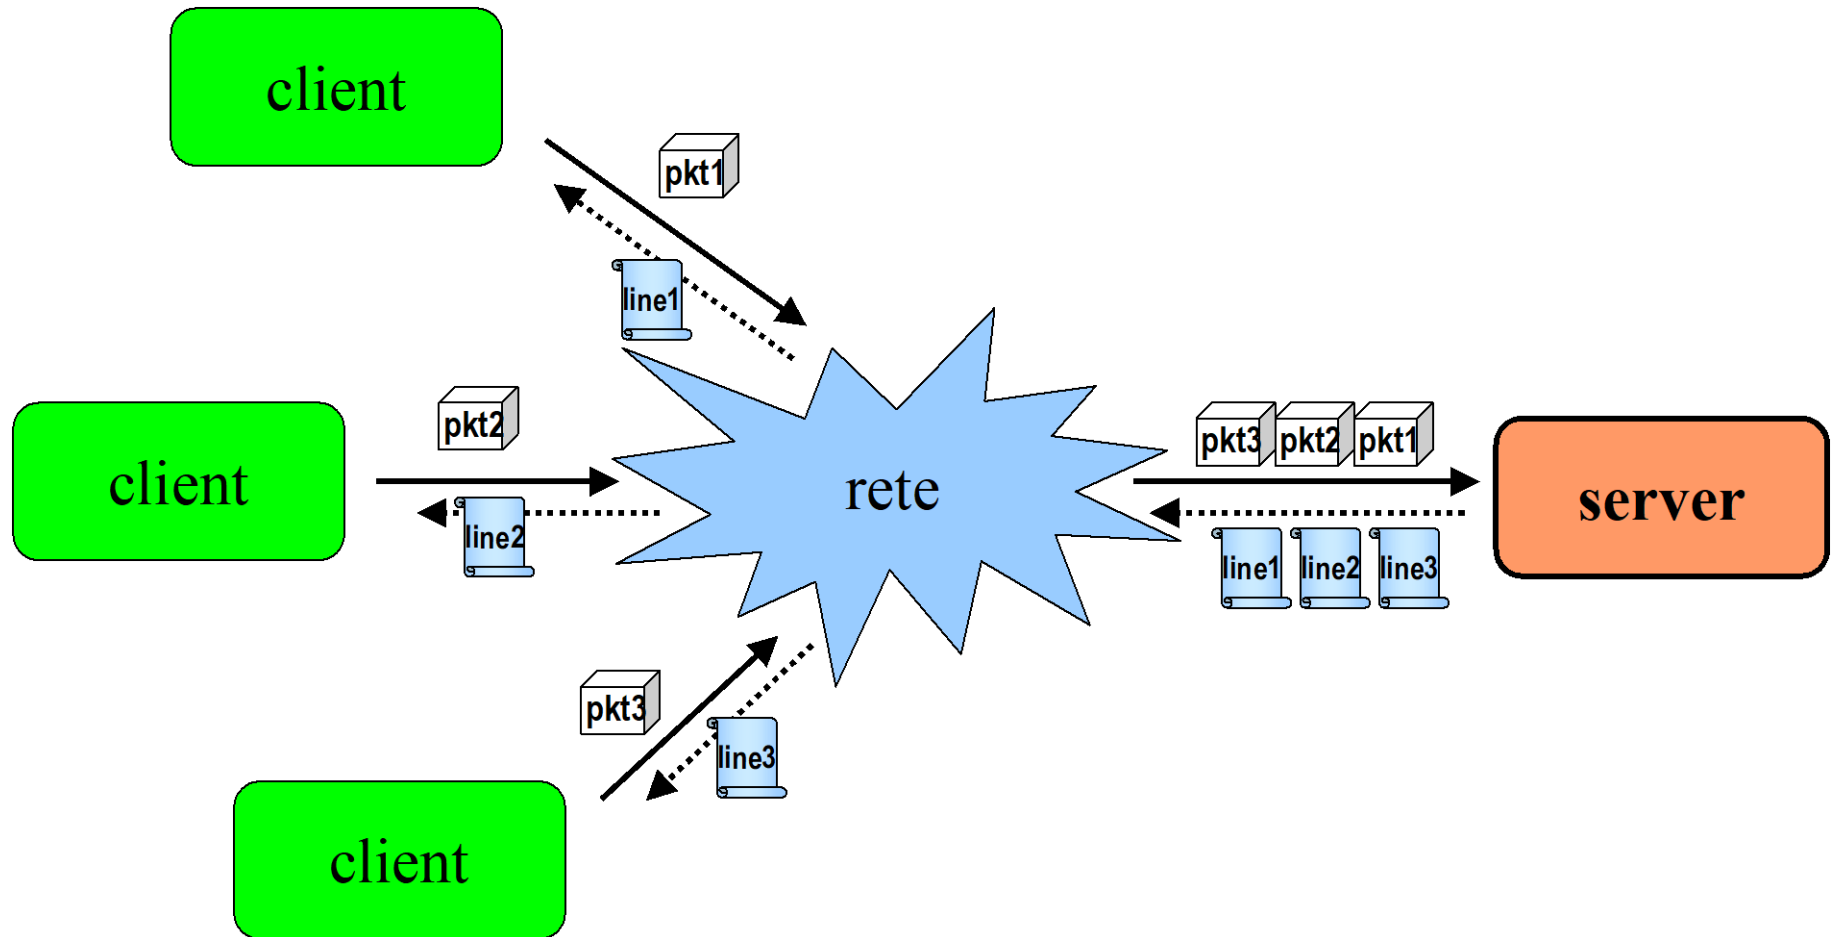 client
pkt1
line1
client
pkt2
line2
rete
pkt3 pkt2 pkt1
line1 line2 line3
server
pkt3
line3
client